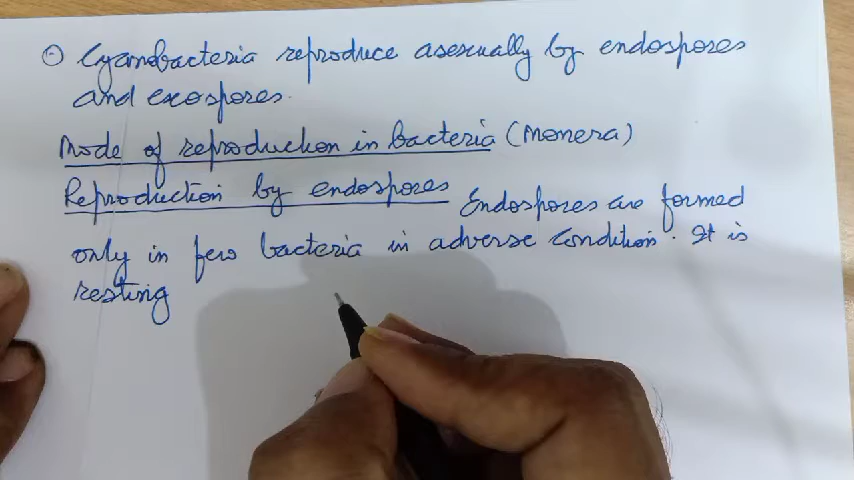 ⊙ Cyanobacteria reproduce asexually by endospores
and exospores.
Mode of reproduction in bacteria (Monera)
Reproduction by endospores Endospores are formed
only in few bacteria in adverse condition. It is
resting